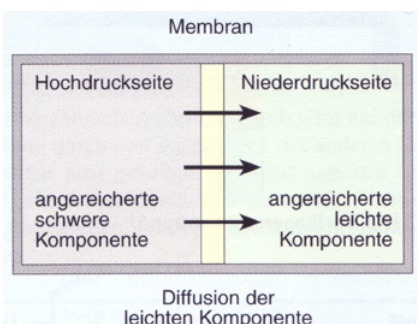 Membran
Hochdruckseite
Niederdruckseite
angereicherte
schwere
Komponente
angereicherte
leichte
Komponente
Diffusion der
leichten Komponente